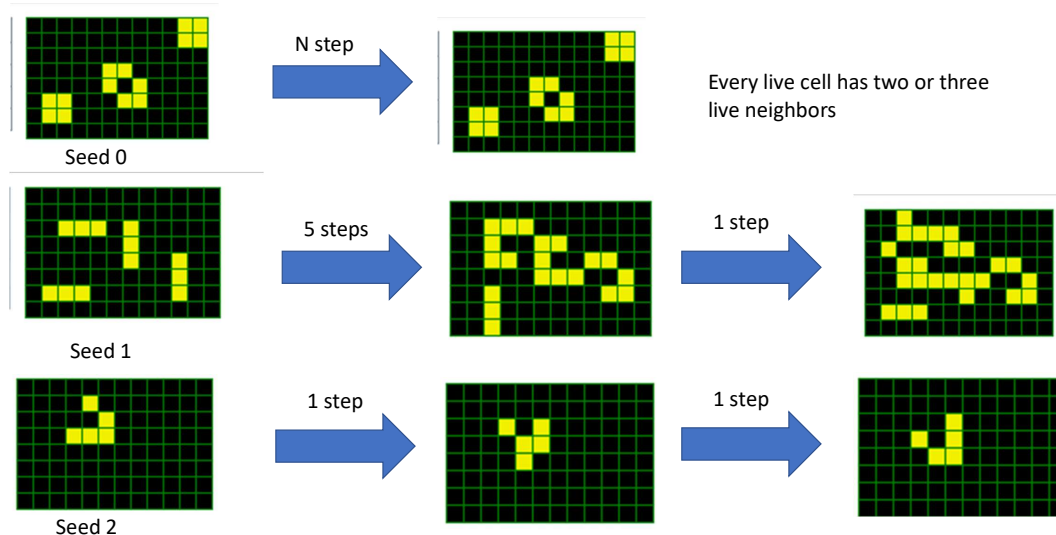 N step
Every live cell has two or three
live neighbors
Seed 0
5 steps
1 step
Seed 1
1 step
1 step
Seed 2